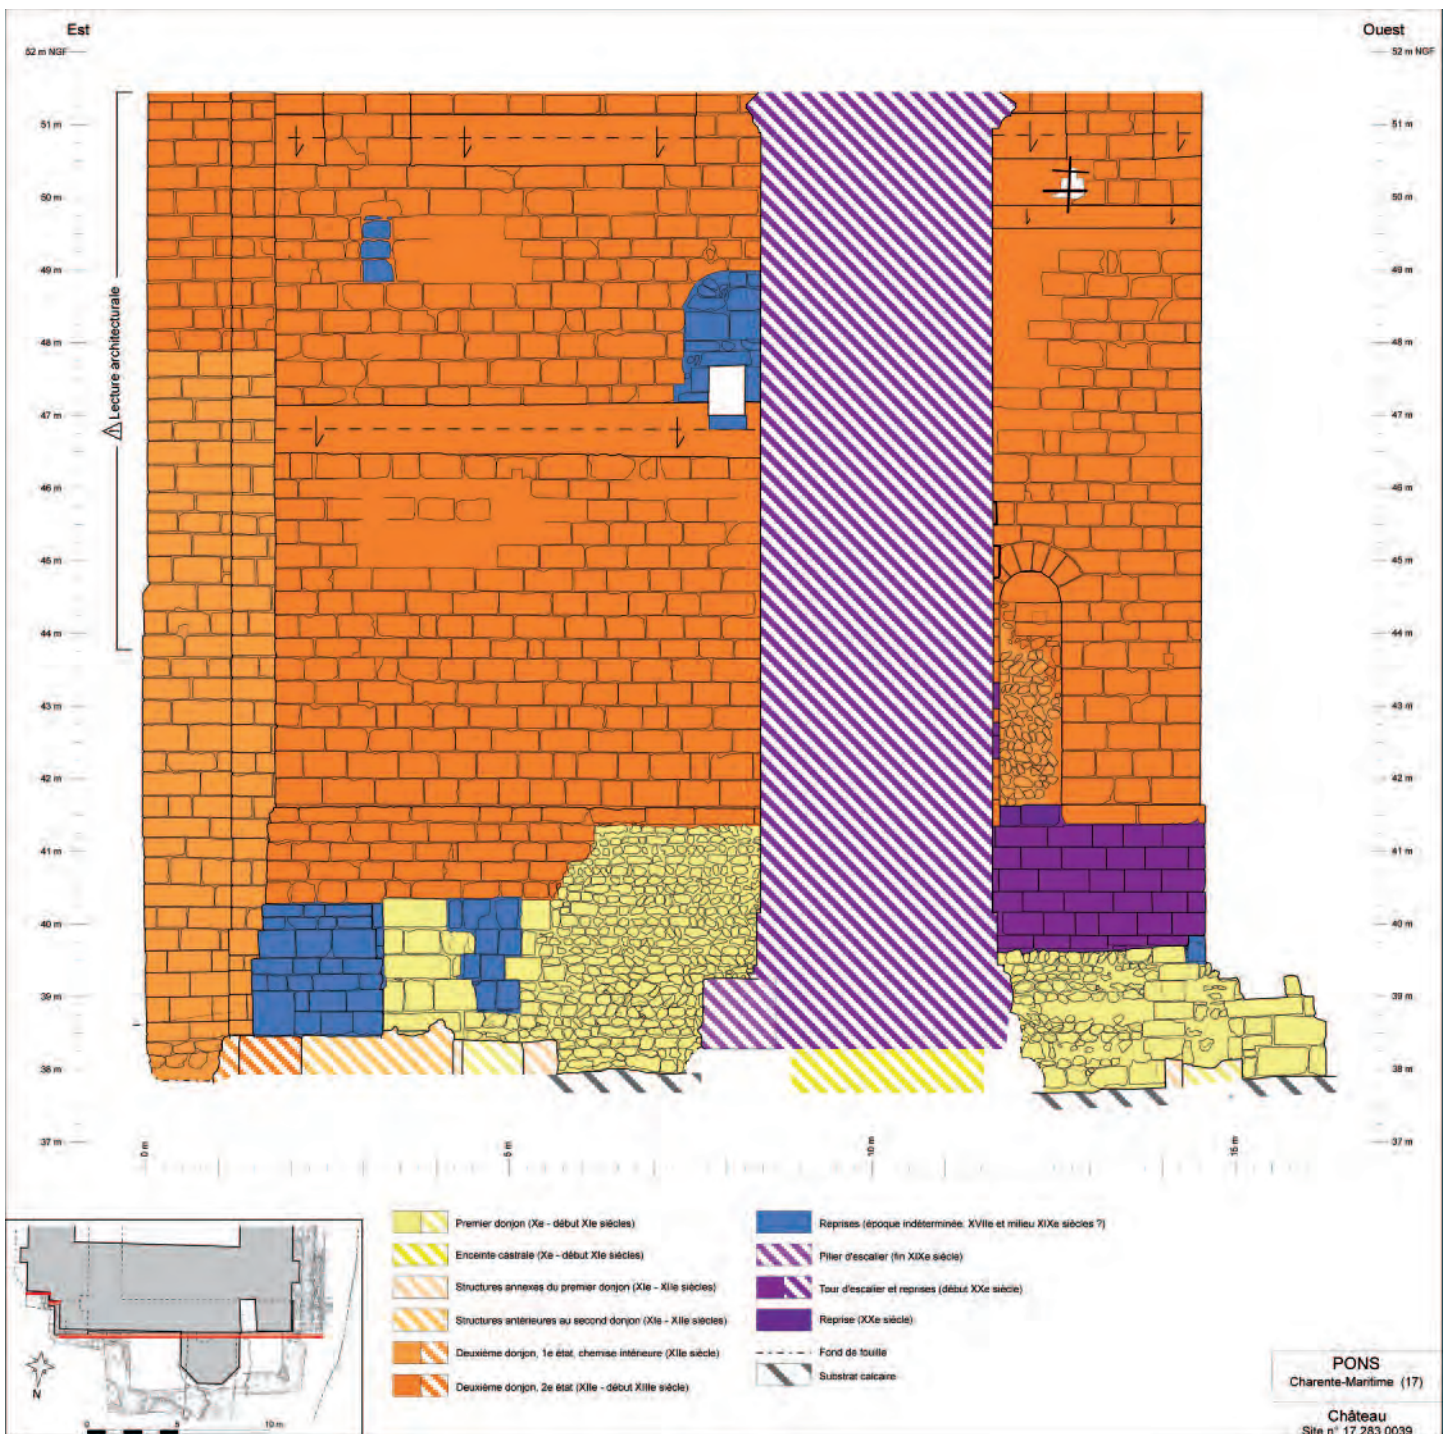 Est
Ouest
52 m NGF
52 m NGF
51 m
51 m
50 m
50 m
49 m
49 m
48 m
48 m
47 m
47 m
46 m
46 m
45 m
45 m
44 m
44 m
43 m
43 m
42 m
42 m
41 m
41 m
40 m
40 m
39 m
39 m
38 m
38 m
37 m
37 m
Lecture architecturale
0 m
5 m
10 m
15 m
Premier donjon (Xe - début XIe siècles)
Enceinte castrale (Xe - début XIe siècles)
Structures annexes du premier donjon (XIe - XIIe siècles)
Structures antérieures au second donjon (XIe - XIIe siècles)
Deuxième donjon, 1e état, chemise intérieure (XIIe siècle)
Deuxième donjon, 2e état (XIIe - début XIIIe siècle)
Reprises (époque indéterminée, XVIIe et milieu XIXe siècles ?)
Pilier d'escalier (fin XIXe siècle)
Tour d'escalier et reprises (début XXe siècle)
Reprise (XXe siècle)
Fond de fouille
Substrat calcaire
N
0
5
10 m
PONS
Charente-Maritime (17)
Château
Site n° 17 283 0039